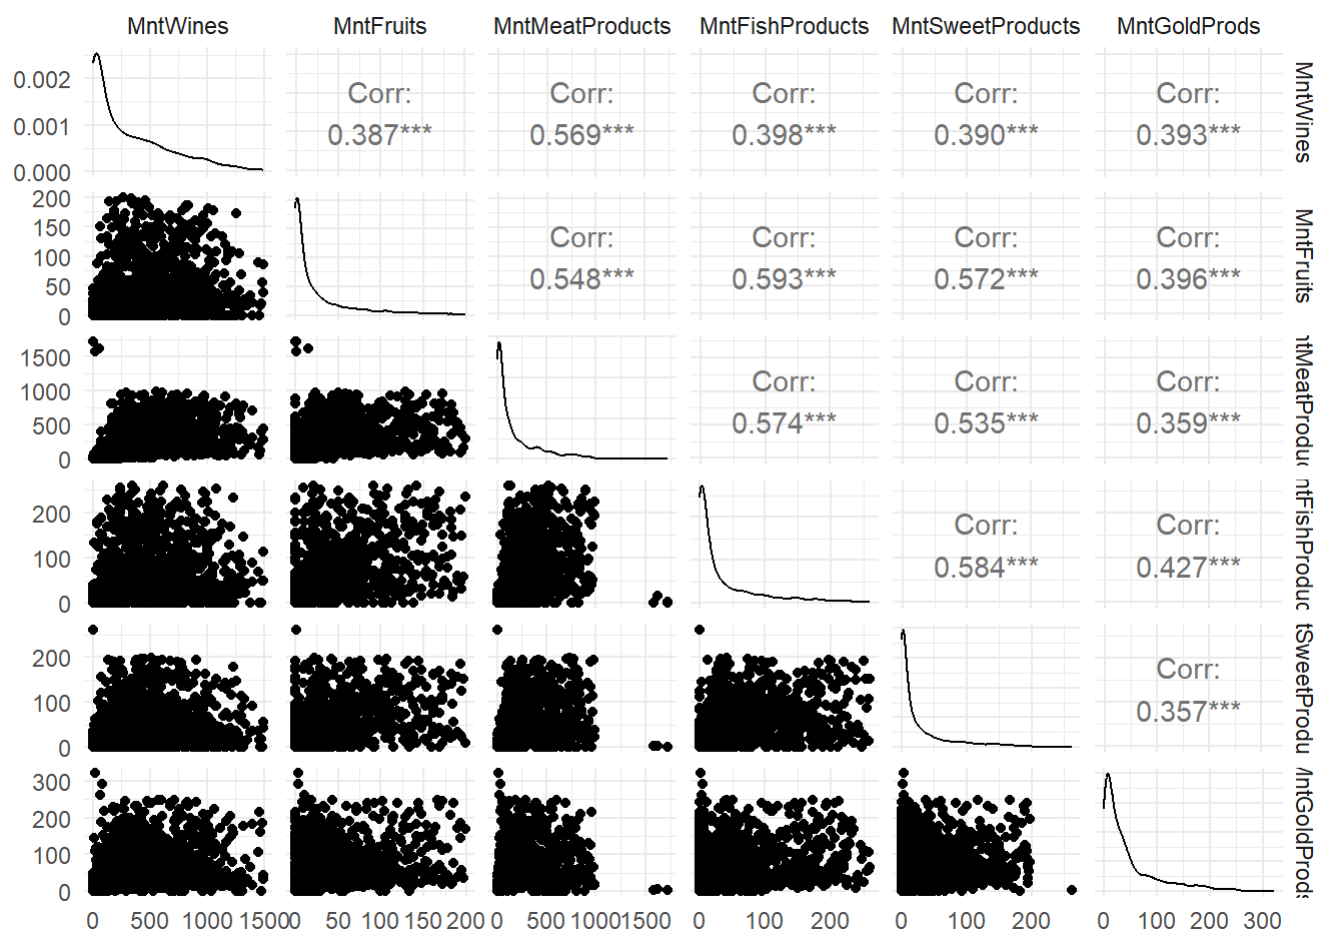 MntWines MntFruits MntMeatProducts MntFishProducts MntSweetProducts MntGoldProds
0.002
0.001
0.000
Corr:
0.387***
Corr:
0.569***
Corr:
0.398***
Corr:
0.390***
Corr:
0.393***
MntWines
200
150
100
50
0
Corr:
0.548***
Corr:
0.593***
Corr:
0.572***
Corr:
0.396***
MntFruits
1500
1000
500
0
Corr:
0.574***
Corr:
0.535***
Corr:
0.359***
ntMeatProduc
200
100
0
Corr:
0.584***
Corr:
0.427***
ntFishProduc
200
100
0
Corr:
0.357***
tSweetProdu
300
200
100
0
MntGoldProds
0 500 1000 1500 0 50 100 150 200 0 500 1000 1500 0 100 200 0 100 200 0 100 200 300